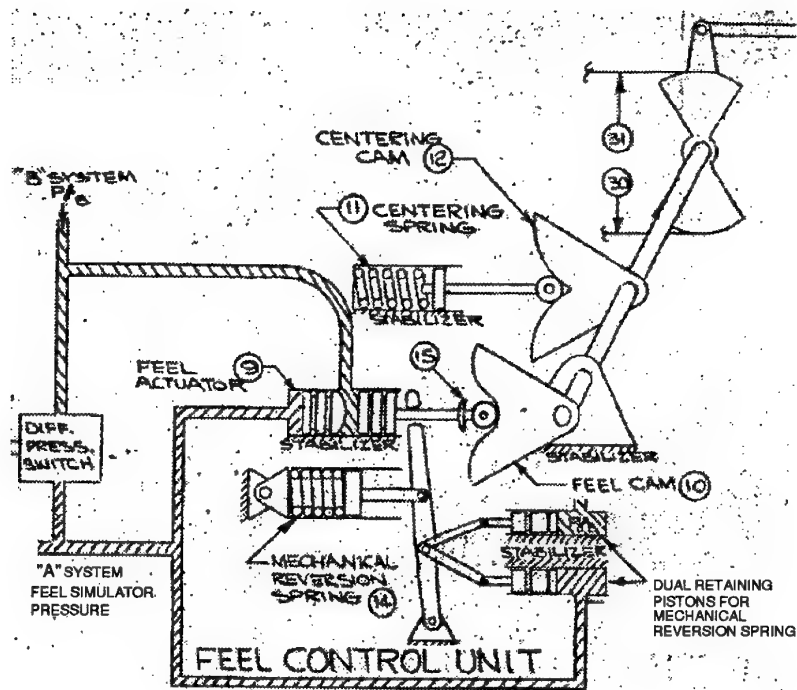 CENTERING
CAM 12
31
30
"B" SYSTEM
11 CENTERING
SPRING
STABILIZER
FEEL
ACTUATOR 9
15
STABILIZER
DIFF.
PRESS.
SWITCH
STABILIZER
FEEL CAM 10
STABILIZER
MECHANICAL
REVERSION
SPRING 14
"A" SYSTEM
FEEL SIMULATOR
PRESSURE
DUAL RETAINING
PISTONS FOR
MECHANICAL
REVERSION SPRING
FEEL CONTROL UNIT